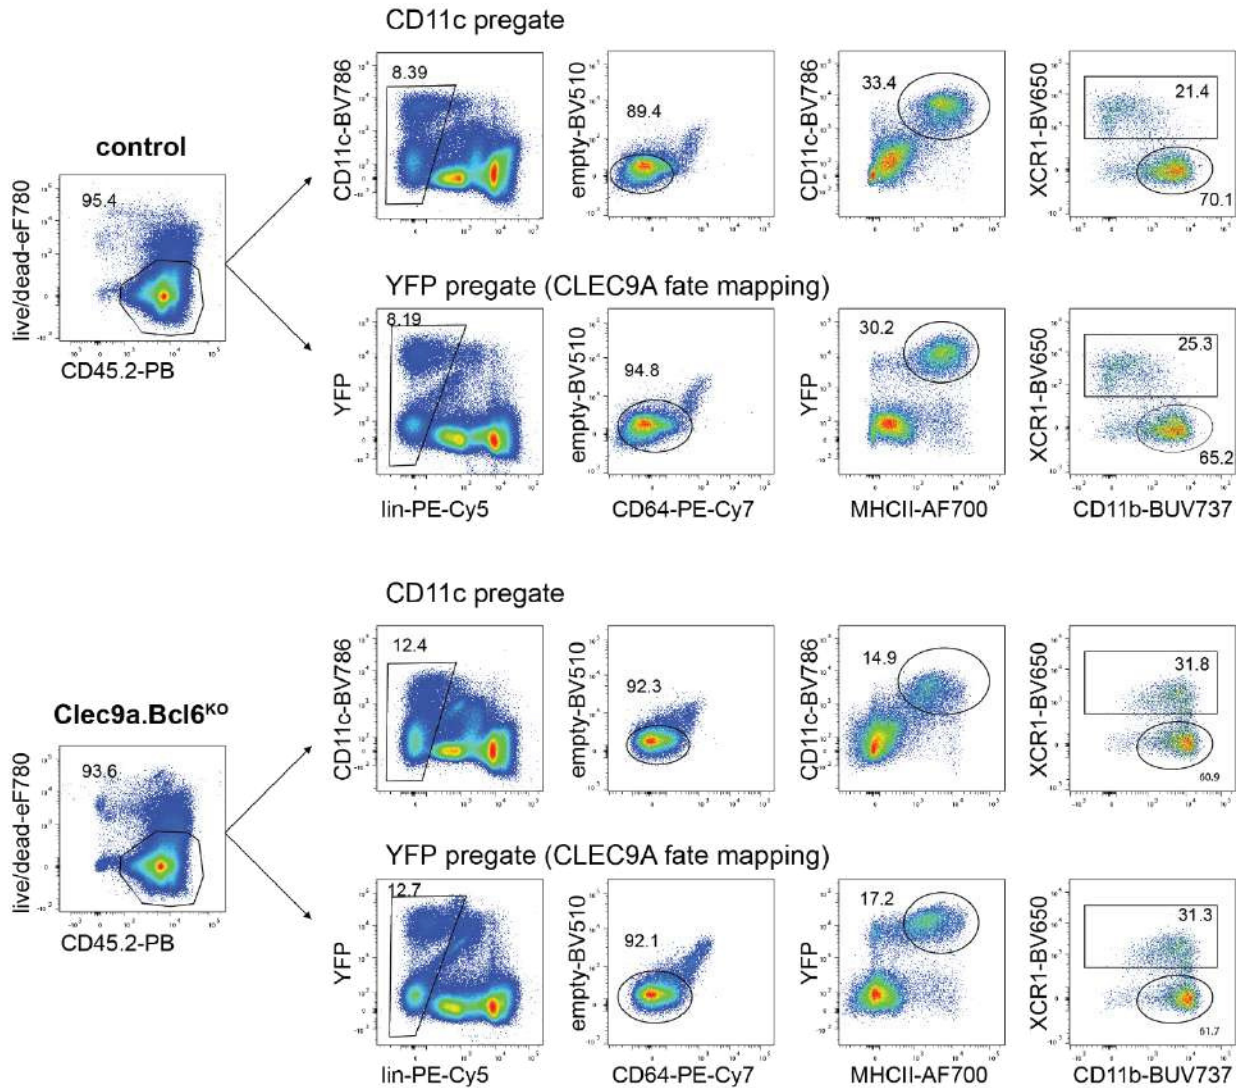 CD11c pregate
control
live/dead-eF780
95.4
CD45.2-PB
CD11c-BV786
8.39
empty-BV510
89.4
CD11c-BV786
33.4
XCR1-BV650
21.4
70.1
YFP pregate (CLEC9A fate mapping)
YFP
8.19
lin-PE-Cy5
empty-BV510
94.8
CD64-PE-Cy7
YFP
30.2
MHCII-AF700
XCR1-BV650
25.3
65.2
CD11b-BUV737
CD11c pregate
Clec9a.Bcl6ᴷᴼ
live/dead-eF780
93.6
CD45.2-PB
CD11c-BV786
12.4
empty-BV510
92.3
CD11c-BV786
14.9
XCR1-BV650
31.8
60.9
YFP pregate (CLEC9A fate mapping)
YFP
12.7
lin-PE-Cy5
empty-BV510
92.1
CD64-PE-Cy7
YFP
17.2
MHCII-AF700
XCR1-BV650
31.3
61.7
CD11b-BUV737